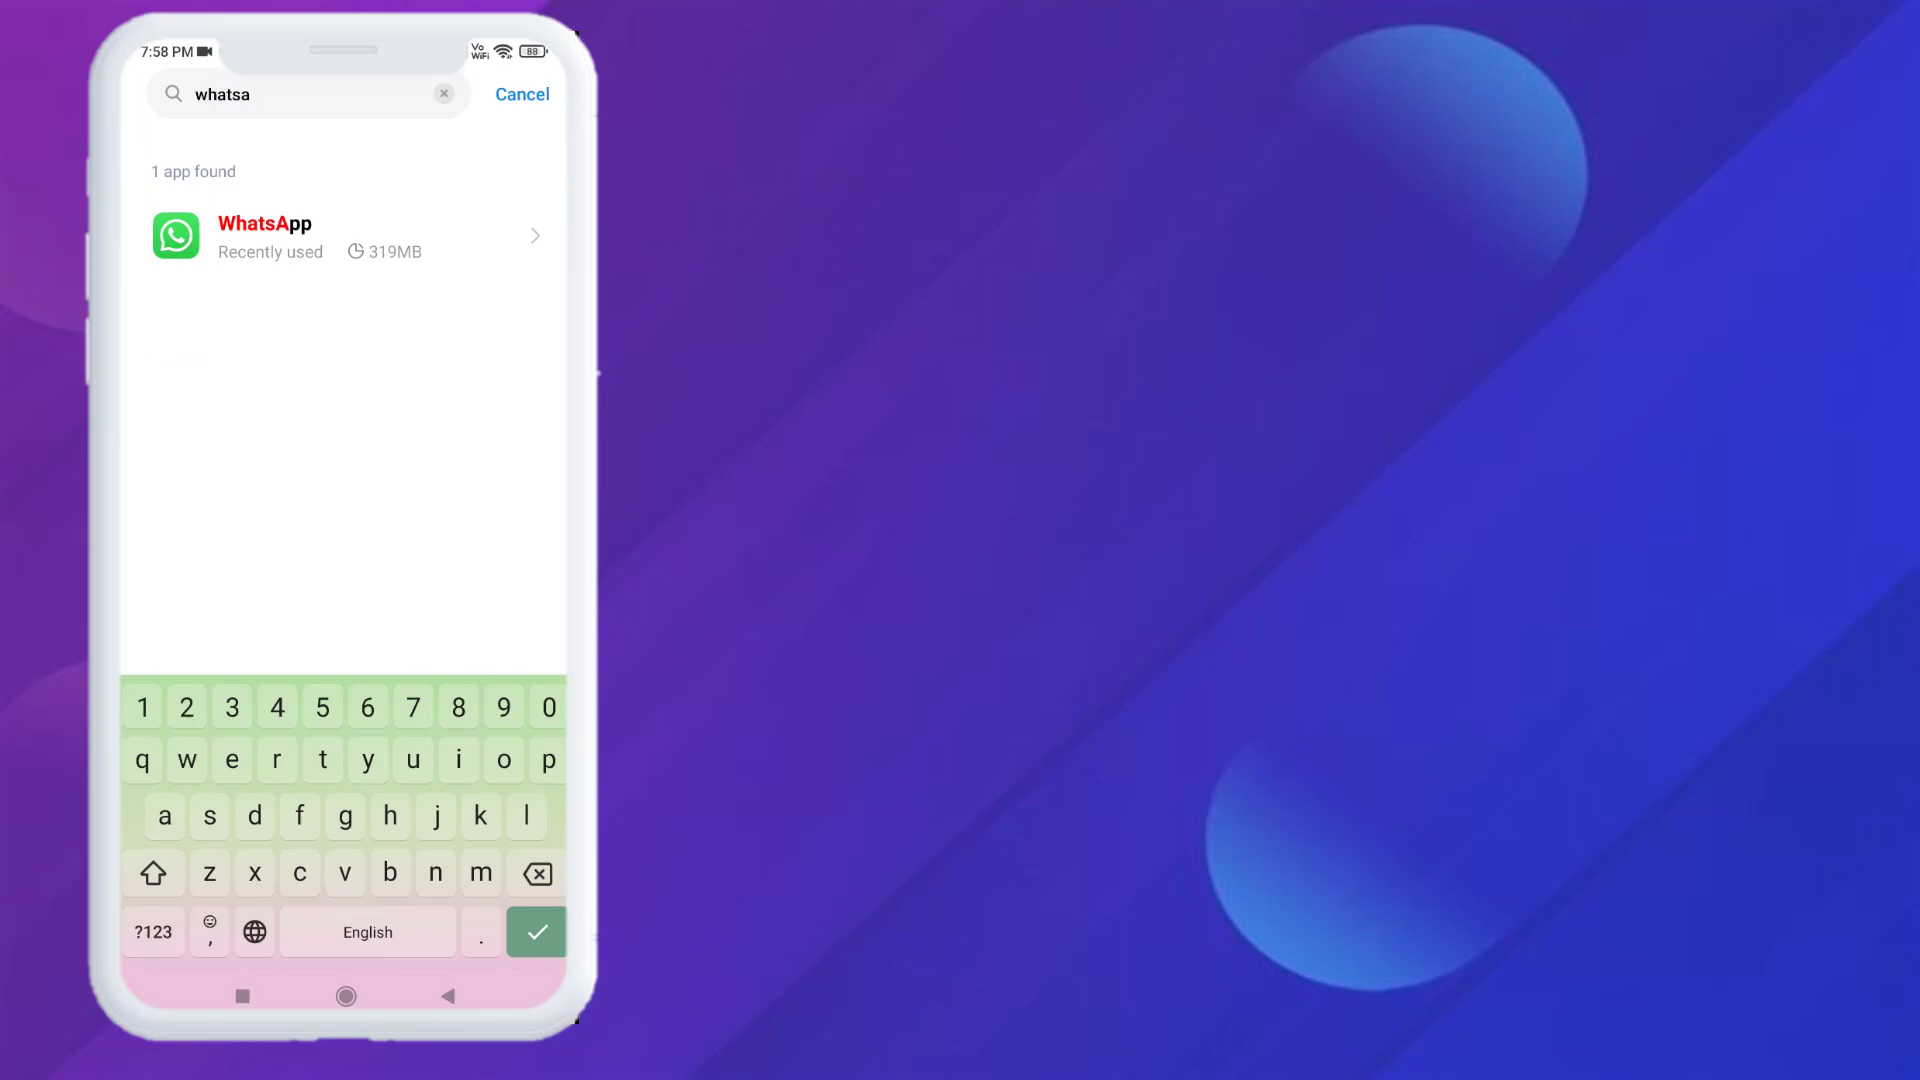 7:58 PM Vo WiFi 88
whatsa Cancel
1 app found
WhatsApp
Recently used 319MB
1 2 3 4 5 6 7 8 9 0
q w e r t y u i o p
a s d f g h j k l
z x c v b n m
?123 , English .